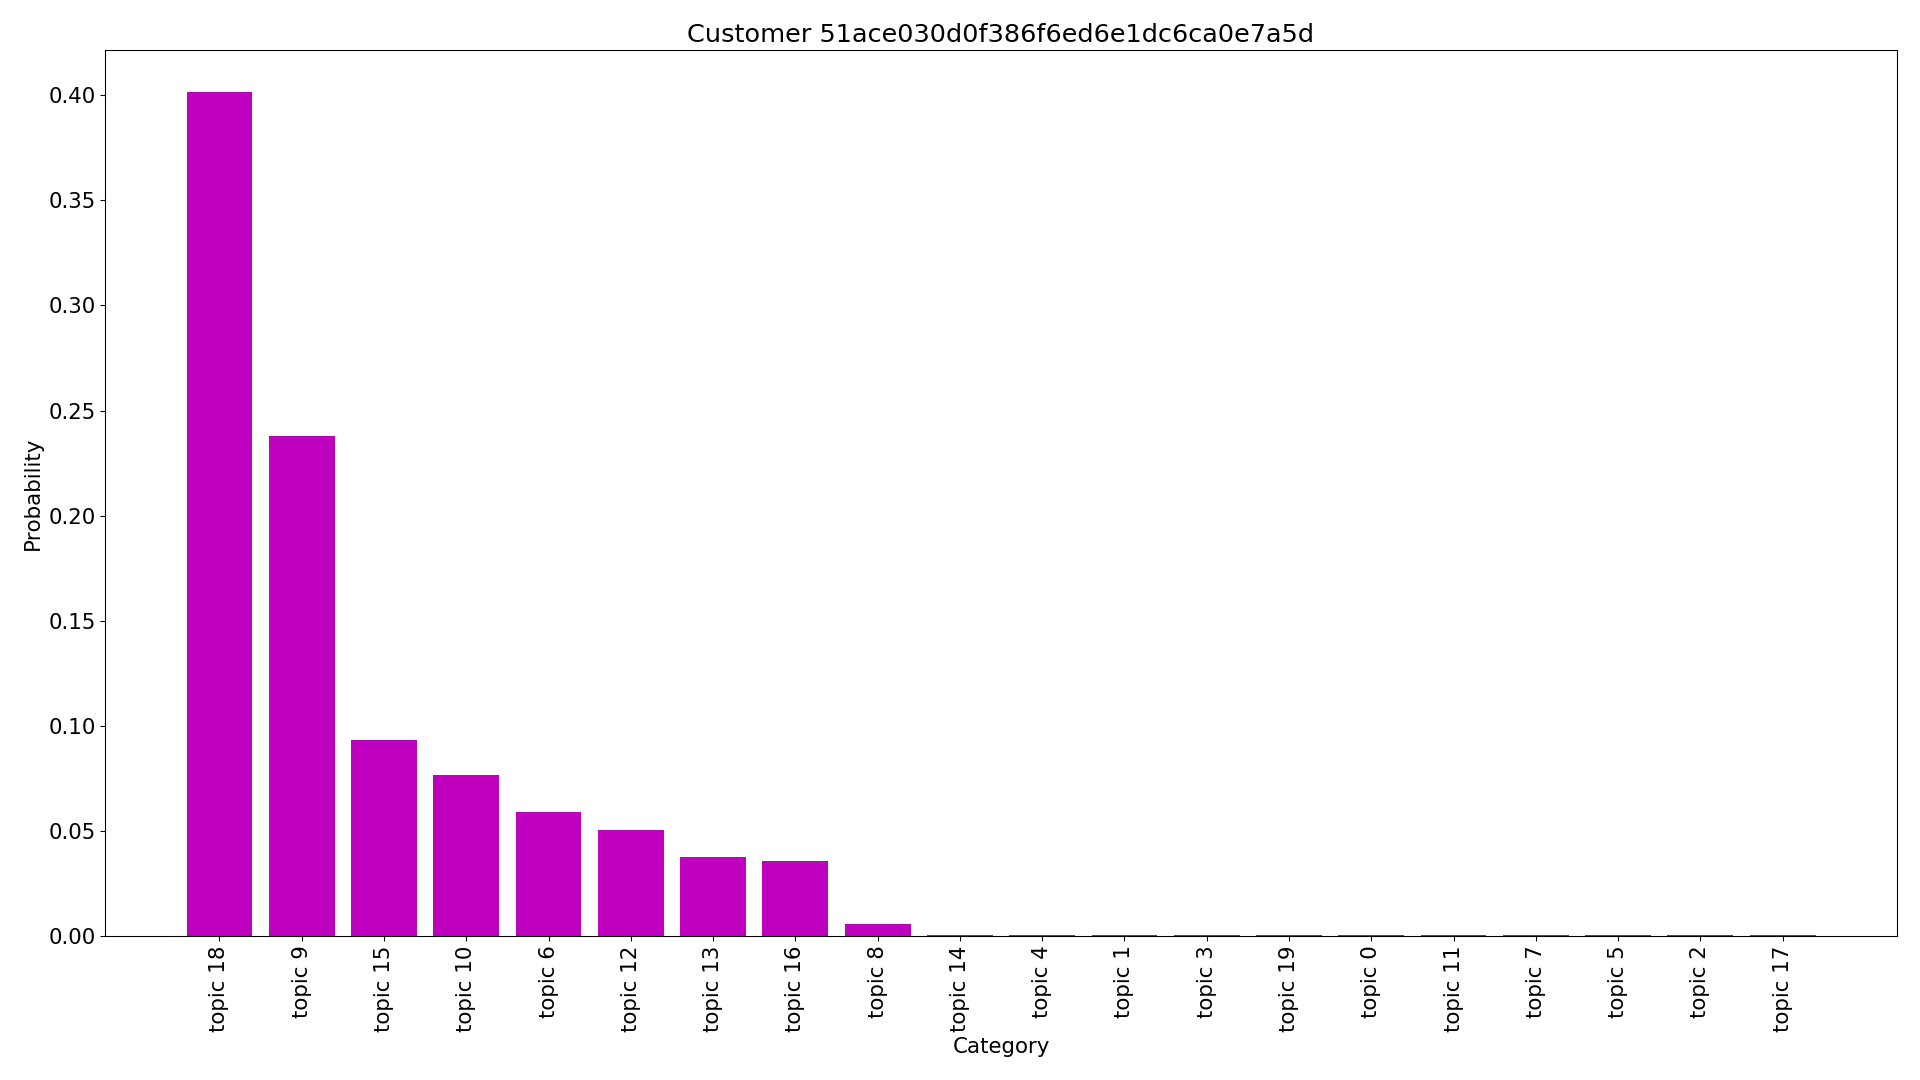 Customer 51ace030d0f386f6ed6e1dc6ca0e7a5d
Probability
0.40
0.35
0.30
0.25
0.20
0.15
0.10
0.05
0.00
topic 18
topic 9
topic 15
topic 10
topic 6
topic 12
topic 13
topic 16
topic 8
topic 14
topic 4
topic 1
topic 3
topic 19
topic 0
topic 11
topic 7
topic 5
topic 2
topic 17
Category